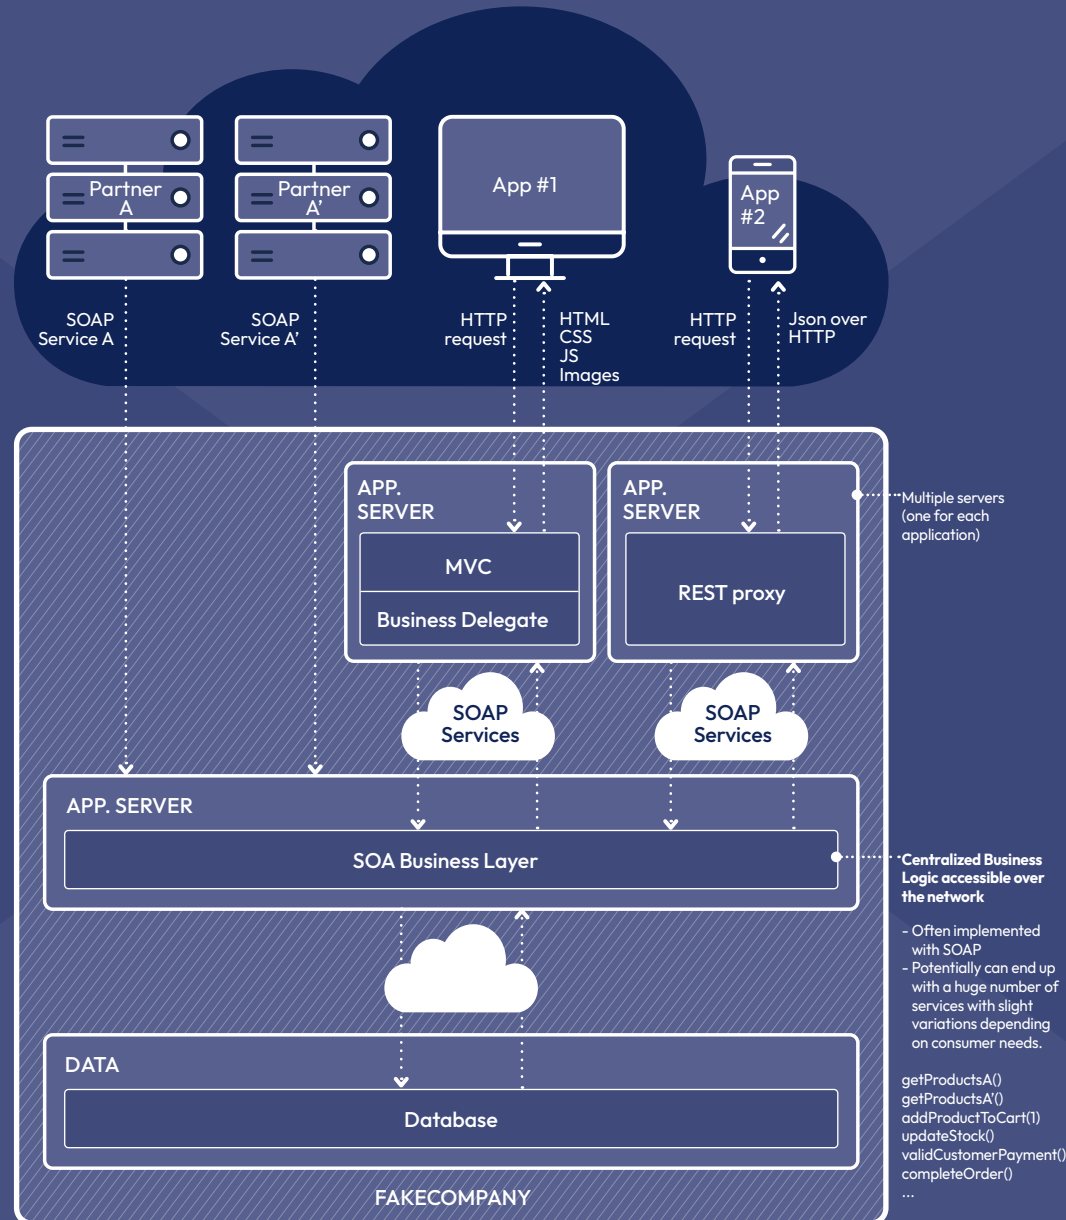 Partner
A
Partner
A’
App #1
App
#2
SOAP
Service A
SOAP
Service A’
HTTP
request
HTML
CSS
JS
Images
HTTP
request
Json over
HTTP
APP.
SERVER
MVC
Business Delegate
APP.
SERVER
REST proxy
Multiple servers
(one for each
application)
SOAP
Services
SOAP
Services
APP. SERVER
SOA Business Layer
Centralized Business
Logic accessible over
the network
- Often implemented
with SOAP
- Potentially can end up
with a huge number of
services with slight
variations depending
on consumer needs.
getProductsA()
getProductsA’()
addProductToCart(1)
updateStock()
validCustomerPayment()
completeOrder()
...
DATA
Database
FAKECOMPANY